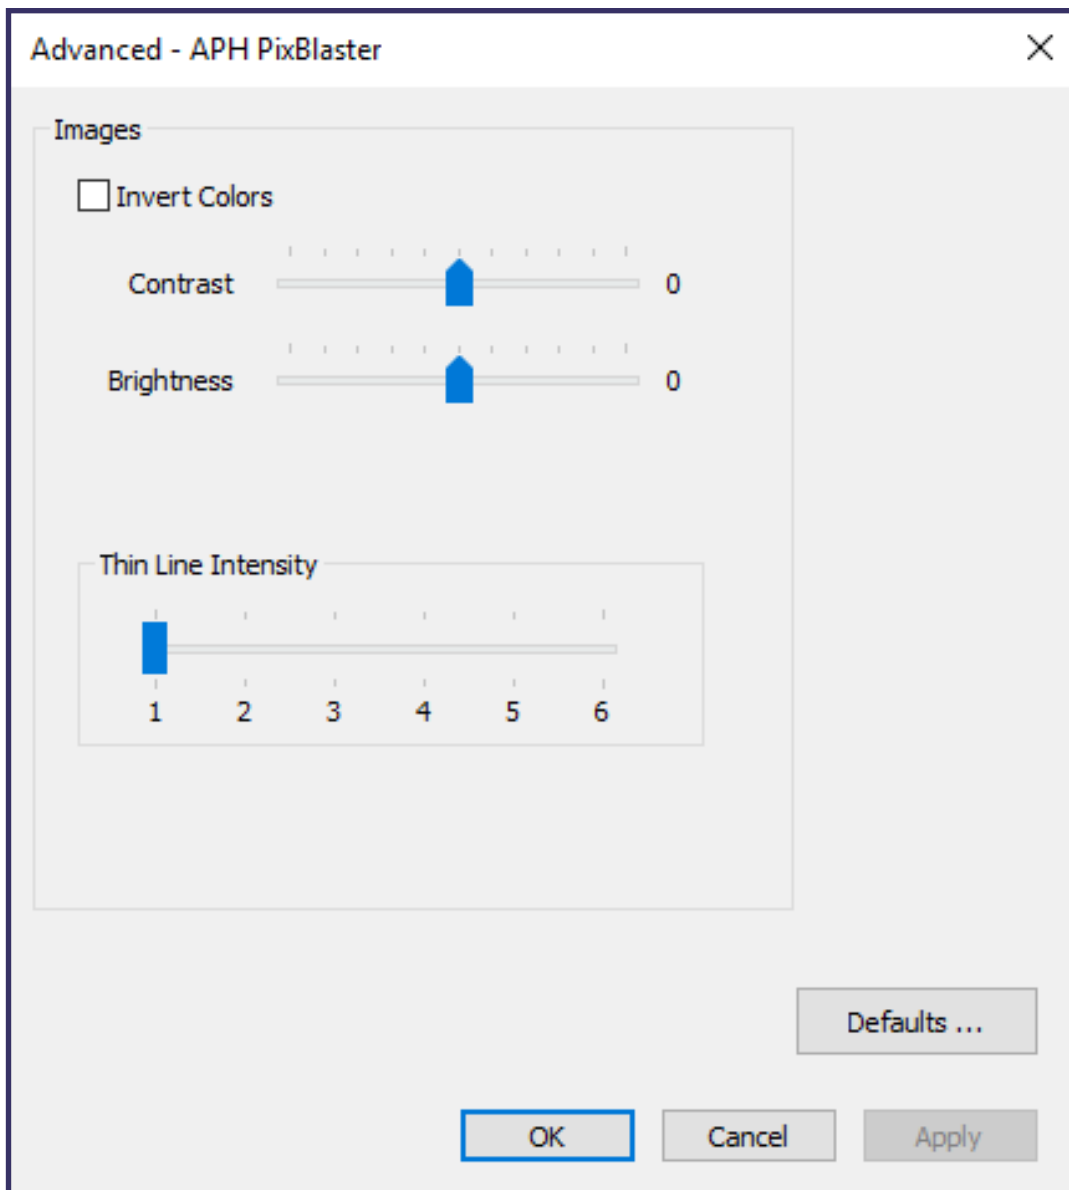 Advanced - APH PixBlaster
Images
Invert Colors
Contrast 0
Brightness 0
Thin Line Intensity
1 2 3 4 5 6
Defaults ...
OK Cancel Apply